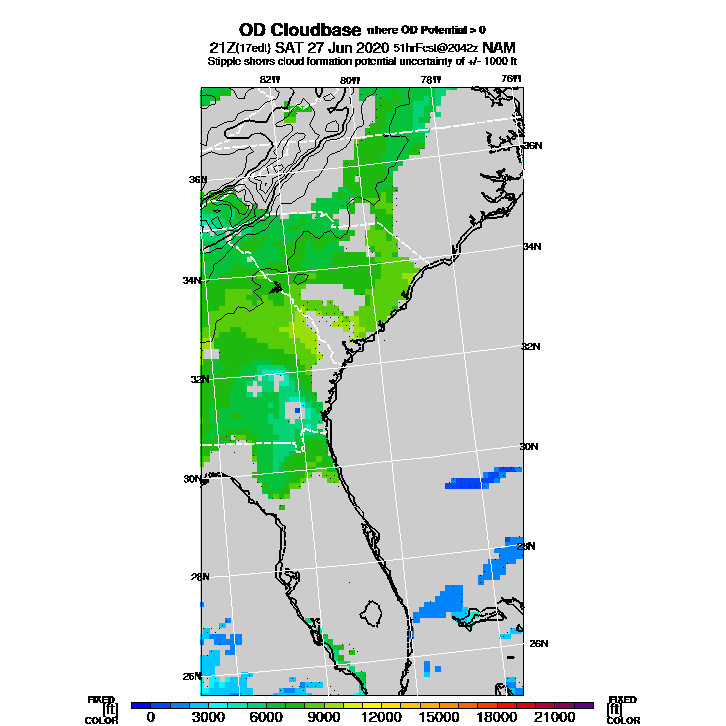 OD Cloudbase where OD Potential > 0
21Z(17edt) SAT 27 Jun 2020 51hrFcst@2042z NAM
Stipple shows cloud formation potential uncertainty of +/- 1000 ft
82W 80W 78W 76W
36N 36N
34N 34N
32N 32N
30N 30N
28N 28N
26N 26N
FIXED FIXED
[ft] [ft]
COLOR 0 3000 6000 9000 12000 15000 18000 21000 COLOR